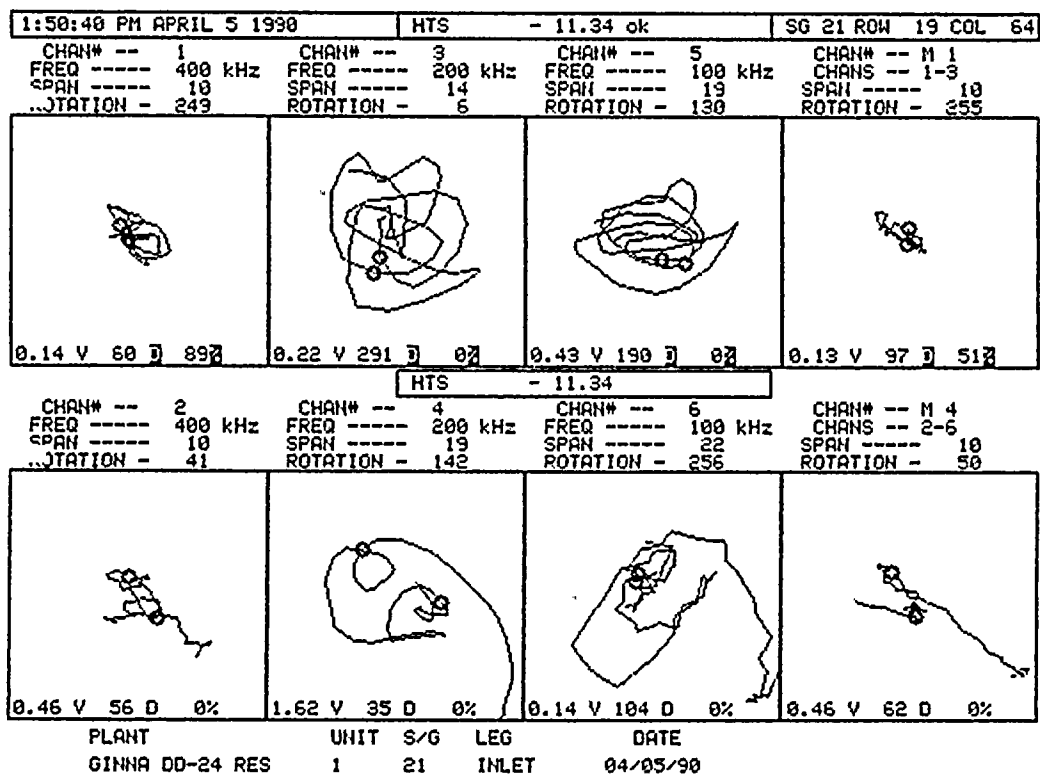 1:50:40 PM APRIL 5 1990 HTS - 11.34 ok SG 21 ROW 19 COL 64
CHAN# -- 1 CHAN# -- 3 CHAN# -- 5 CHAN# -- M 1
FREQ ----- 400 kHz FREQ ----- 200 kHz FREQ ----- 100 kHz CHANS -- 1-3
SPAN ----- 10 SPAN ----- 14 SPAN ----- 19 SPAN ----- 10
ROTATION - 249 ROTATION - 6 ROTATION - 130 ROTATION - 255
0.14 V 60 D 89% 0.22 V 291 D 0% 0.43 V 190 D 0% 0.13 V 97 D 51%
HTS - 11.34
CHAN# -- 2 CHAN# -- 4 CHAN# -- 6 CHAN# -- M 4
FREQ ----- 400 kHz FREQ ----- 200 kHz FREQ ----- 100 kHz CHANS -- 2-6
SPAN ----- 10 SPAN ----- 19 SPAN ----- 22 SPAN ----- 10
ROTATION - 41 ROTATION - 142 ROTATION - 256 ROTATION - 50
0.46 V 56 D 0% 1.62 V 35 D 0% 0.14 V 104 D 0% 0.46 V 62 D 0%
PLANT UNIT S/G LEG DATE
GINNA DD-24 RES 1 21 INLET 04/05/90